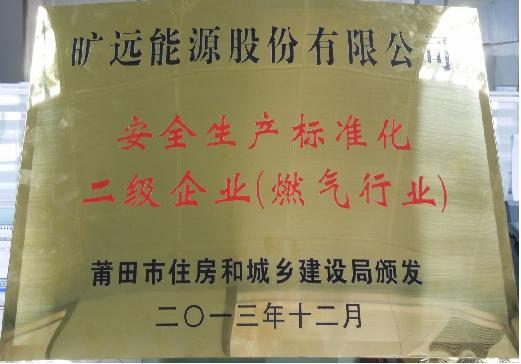 旷远能源股份有限公司
安全生产标准化
二级企业(燃气行业)
莆田市住房和城乡建设局颁发
二〇一三年十二月